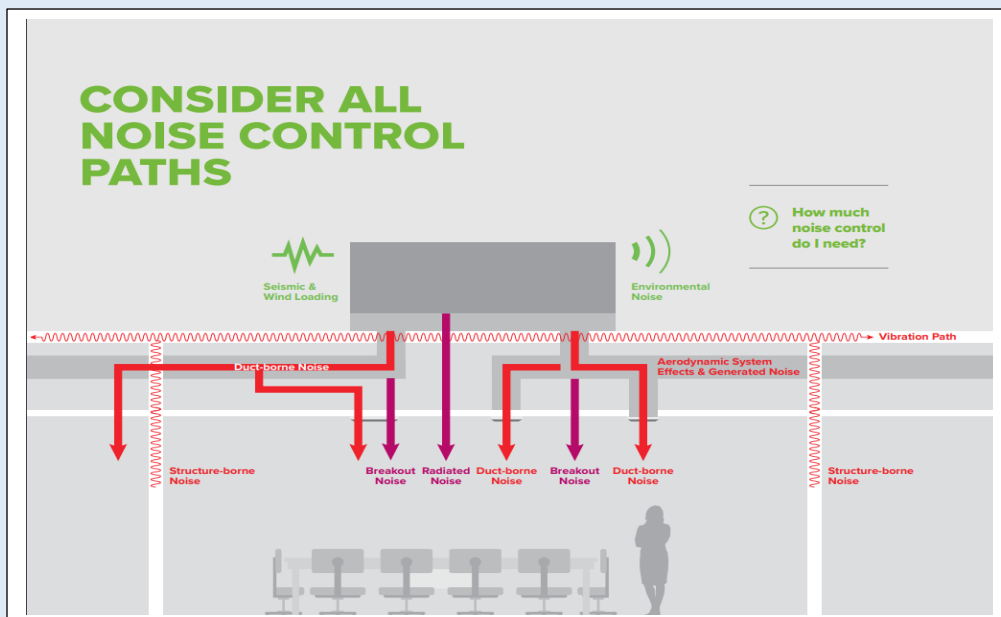 CONSIDER ALL
NOISE CONTROL
PATHS
?
How much
noise control
do I need?
Seismic &
Wind Loading
Environmental
Noise
Vibration Path
Duct-borne Noise
Aerodynamic System
Effects & Generated Noise
Structure-borne
Noise
Breakout
Noise
Radiated
Noise
Duct-borne
Noise
Breakout
Noise
Duct-borne
Noise
Structure-borne
Noise